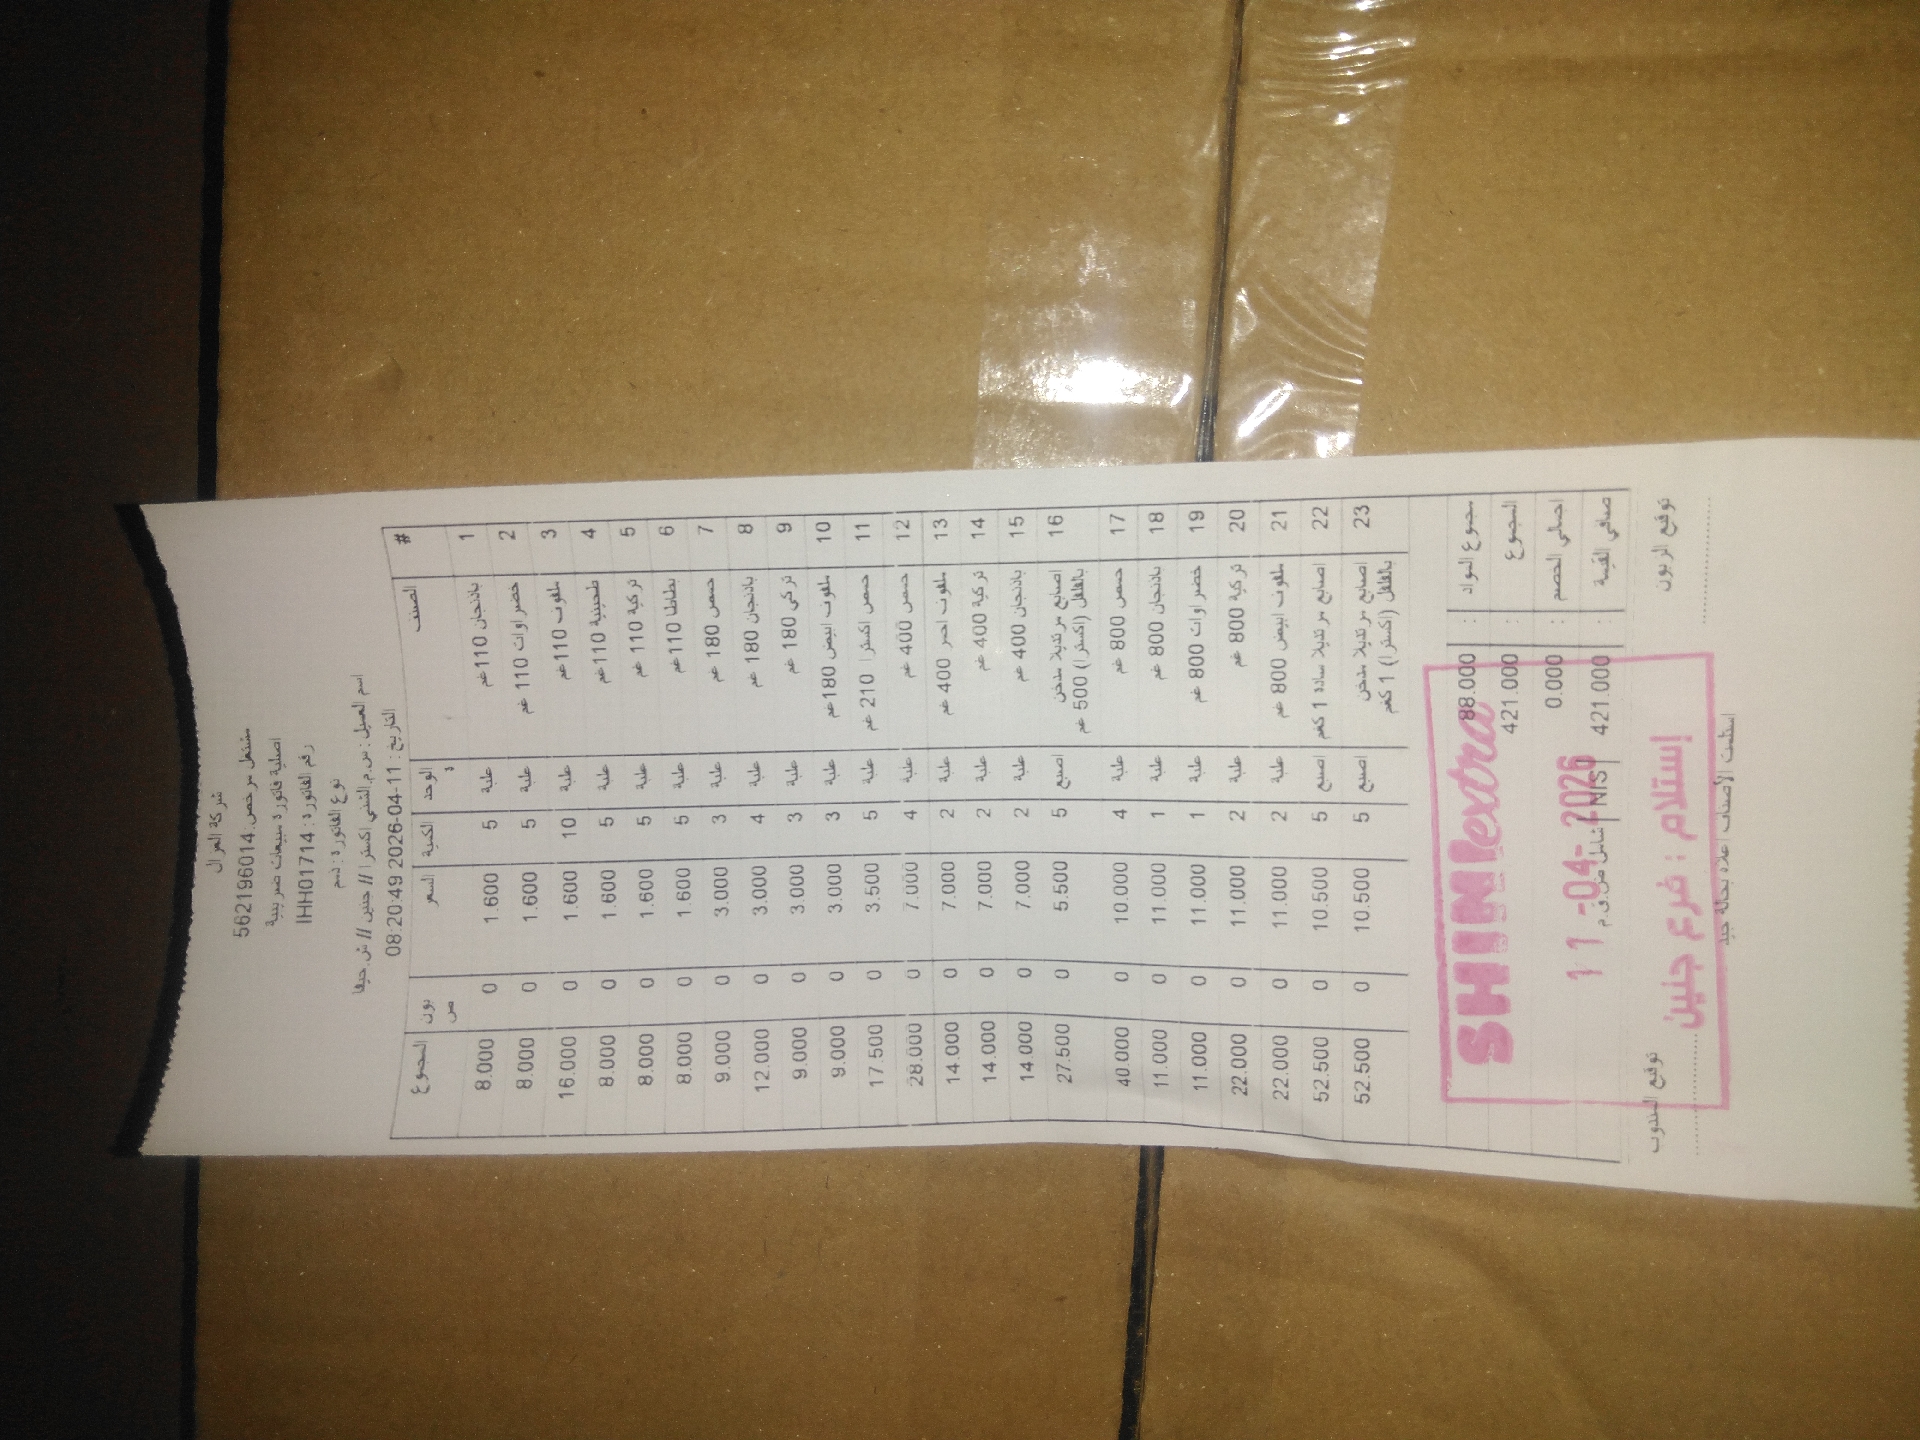 شركة الغزال
مشتغل مرخص: 562196014
اصلية فاتورة مبيعات ضريبية
رقم الفاتورة: IHH01714
نوع الفاتورة: ذمم
اسم العميل: ش.م.الشني اكسترا // جنين // ش.حيفا
التاريخ: 11-04-2026 08:20:49
# الصنف الوحدة الكمية السعر بونص المجموع
1 باذنجان 110غم علبة 5 1.600 0 8.000
2 خضراوات 110 غم علبة 5 1.600 0 8.000
3 ملفوف 110غم علبة 10 1.600 0 16.000
4 طحينية 110غم علبة 5 1.600 0 8.000
5 تركية 110 غم علبة 5 1.600 0 8.000
6 بطاطا 110غم علبة 5 1.600 0 8.000
7 حمص 180 غم علبة 3 3.000 0 9.000
8 باذنجان 180 غم علبة 4 3.000 0 12.000
9 تركي 180 غم علبة 3 3.000 0 9.000
10 ملفوف ابيض 180غم علبة 3 3.000 0 9.000
11 حمص اكسترا 210 غم علبة 5 3.500 0 17.500
12 حمص 400 غم علبة 4 7.000 0 28.000
13 ملفوف احمر 400 غم علبة 2 7.000 0 14.000
14 تركية 400 غم علبة 2 7.000 0 14.000
15 باذنجان 400 غم علبة 2 7.000 0 14.000
16 اصابع مرتديلا مدخن بالفلفل (اكسترا) 500 غم اصبع 5 5.500 0 27.500
17 حمص 800 غم علبة 4 10.000 0 40.000
18 باذنجان 800 غم علبة 1 11.000 0 11.000
19 خضراوات 800 غم علبة 1 11.000 0 11.000
20 تركية 800 غم علبة 2 11.000 0 22.000
21 ملفوف ابيض 800 غم علبة 2 11.000 0 22.000
22 اصابع مرتديلا سادة 1 كغم اصبع 5 10.500 0 52.500
23 اصابع مرتديلا مدخن بالفلفل (اكسترا) 1 كغم اصبع 5 10.500 0 52.500
مجموع المواد : 88.000
المجموع : 421.000
اجمالي الخصم : 0.000
صافي القيمة : 421.000 NIS شامل ض.ق.م
توقيع الزبون
توقيع المندوب
استلمت الأصناف اعلاه بحالة جيد
SHINI extra
11-04-2026
إستلام : فرع جنين